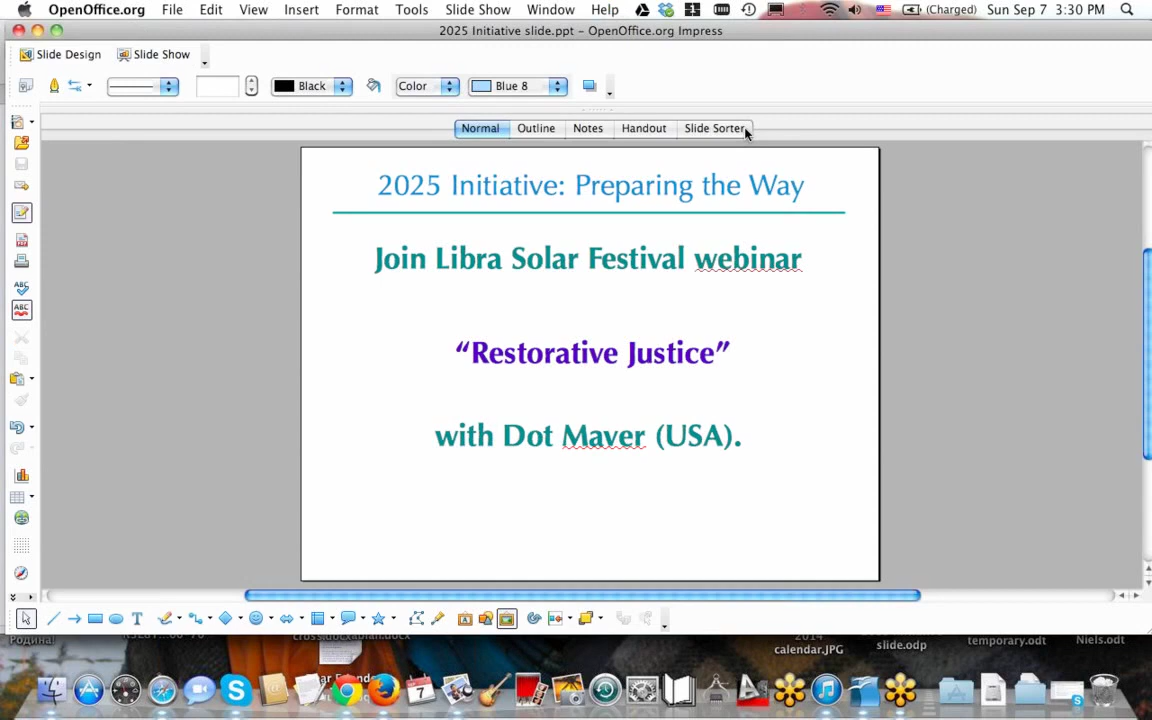 OpenOffice.org File Edit View Insert Format Tools Slide Show Window Help (Charged) Sun Sep 7 3:30 PM
2025 Initiative slide.ppt – OpenOffice.org Impress
Slide Design Slide Show
Black Color Blue 8
Normal Outline Notes Handout Slide Sorter
2025 Initiative: Preparing the Way
Join Libra Solar Festival webinar
“Restorative Justice”
with Dot Maver (USA).
Родина!
2014
calendar.JPG
slide.odp
temporary.odt
Niels.odt